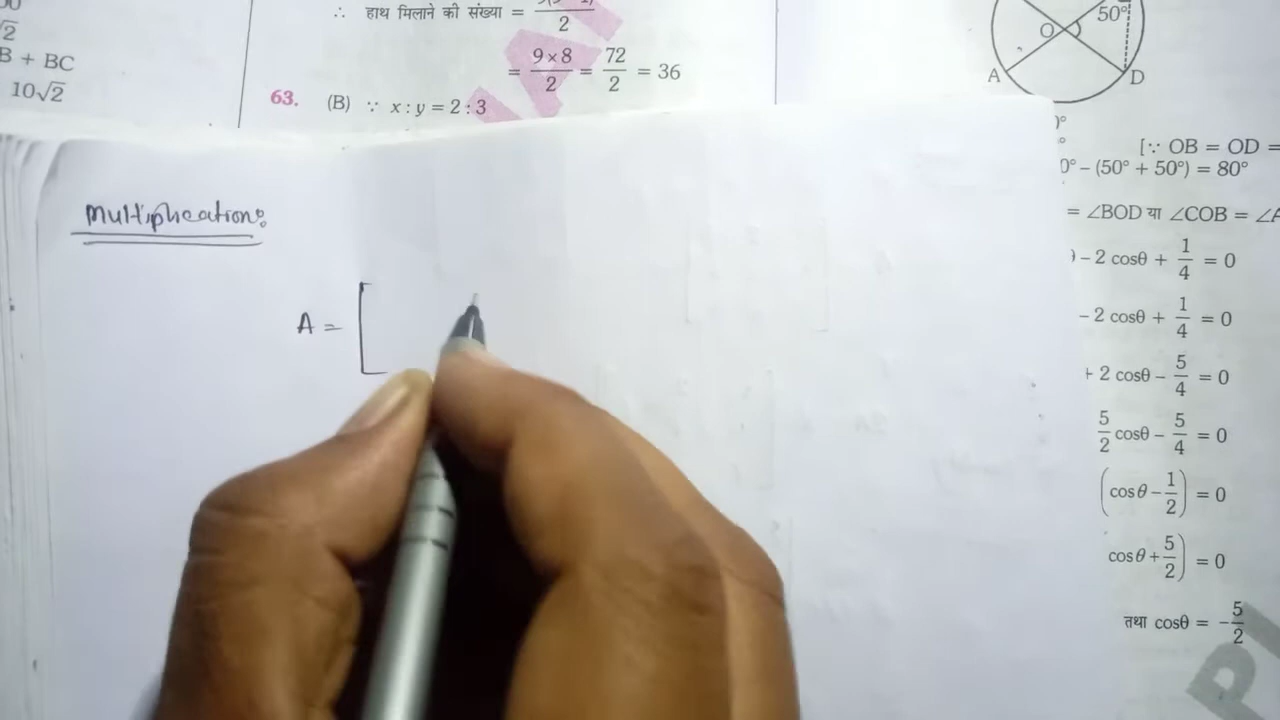 √2
B + BC
10√2
∴ हाथ मिलाने की संख्या = /2
= 9×8/2 = 72/2 = 36
63. (B) ∵ x : y = 2 : 3
Multiplication:
A = [
50°
O
A
D
[∵ OB = OD =
0° – (50° + 50°) = 80°
= ∠BOD या ∠COB = ∠A
– 2 cosθ + 1/4 = 0
– 2 cosθ + 1/4 = 0
+ 2 cosθ – 5/4 = 0
5/2 cosθ – 5/4 = 0
(cosθ – 1/2) = 0
cosθ + 5/2) = 0
तथा cosθ = – 5/2